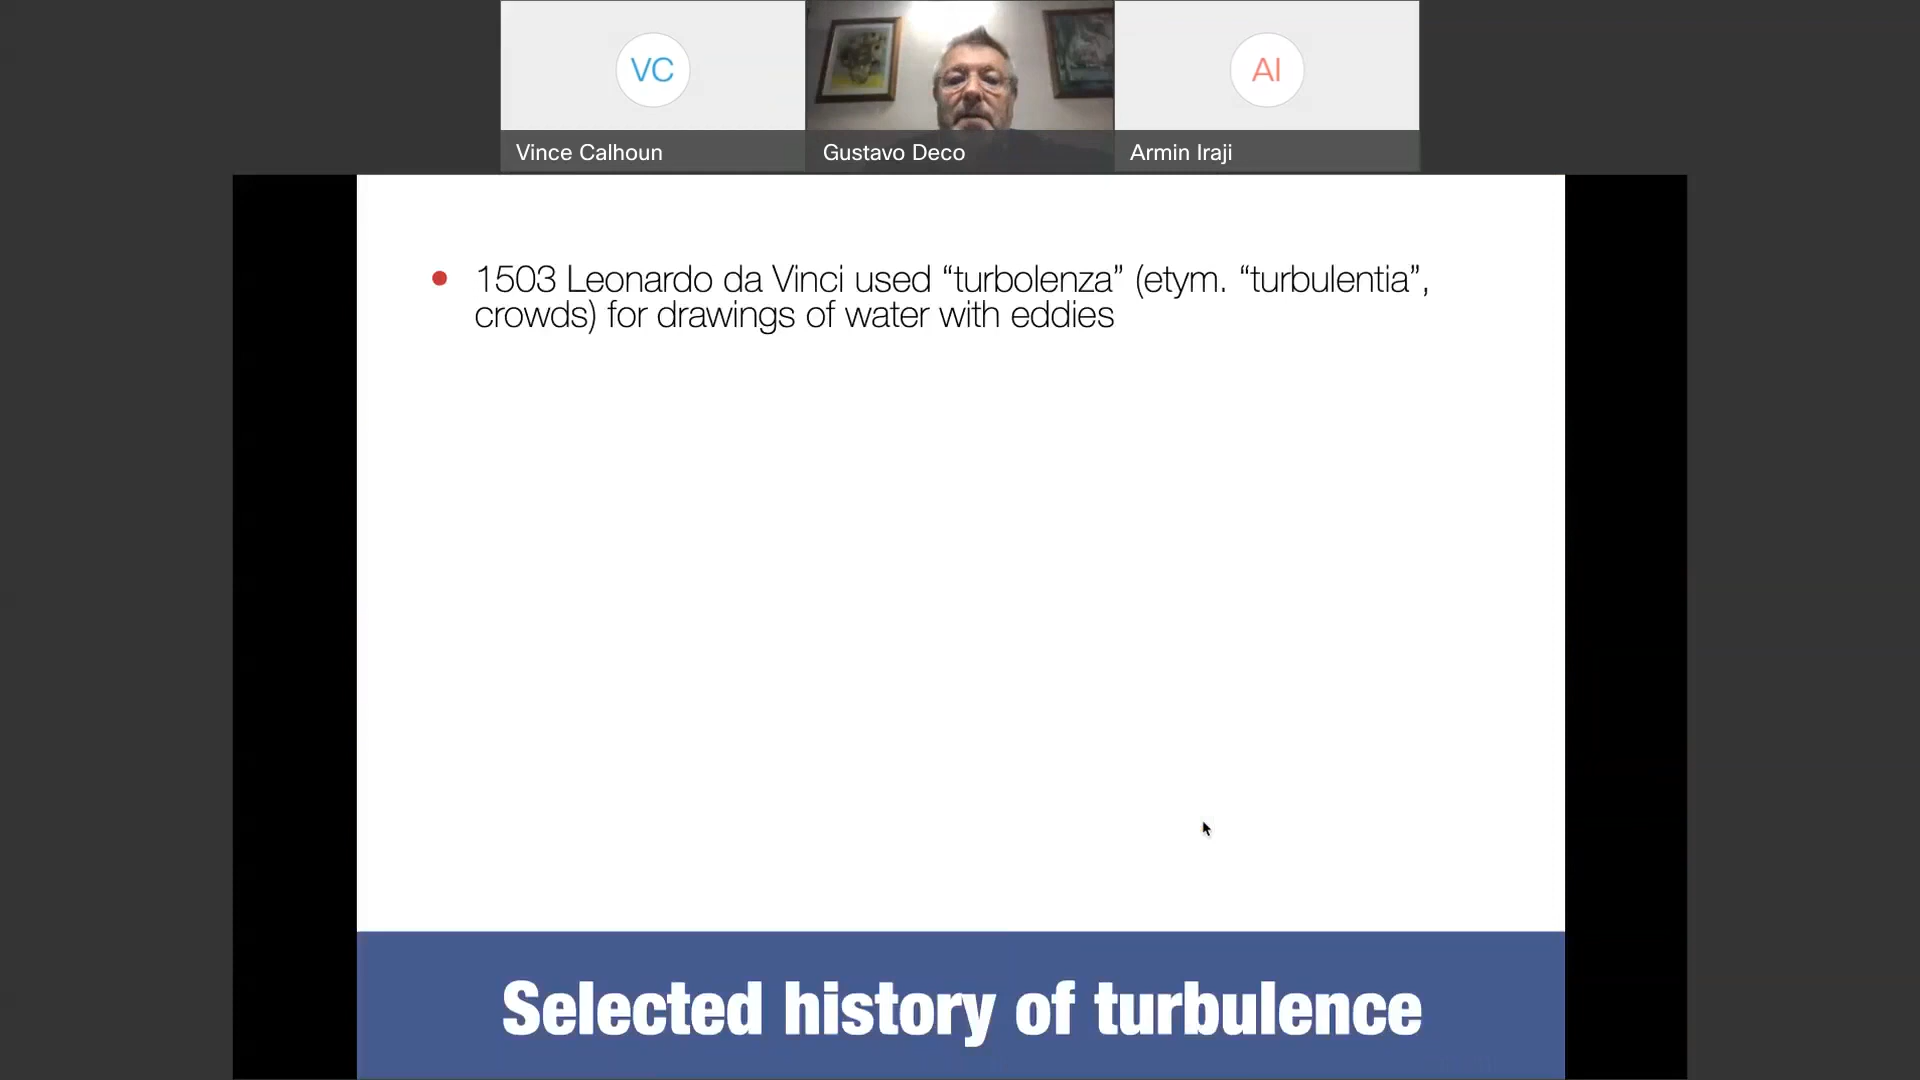 VC
AI
Vince Calhoun
Gustavo Deco
Armin Iraji
• 1503 Leonardo da Vinci used “turbolenza” (etym. “turbulentia”,
crowds) for drawings of water with eddies
Selected history of turbulence